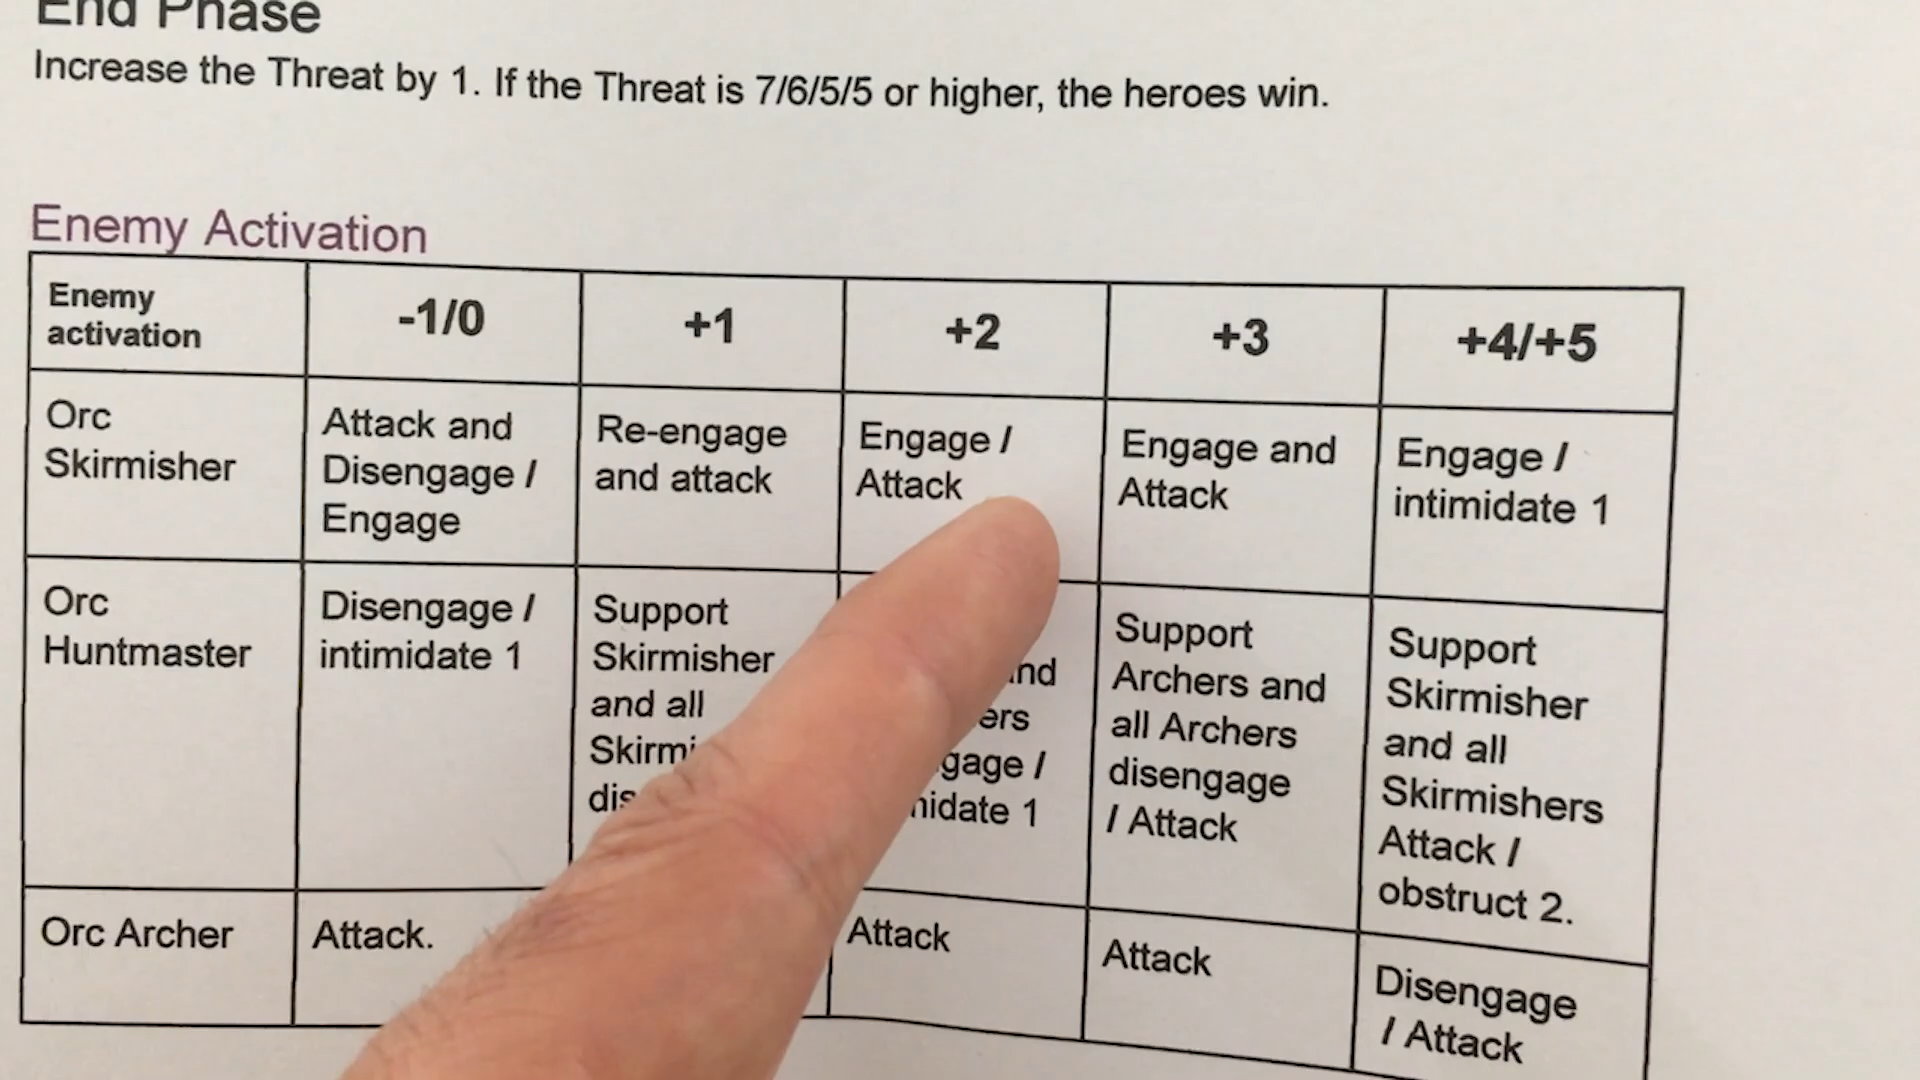 End Phase
Increase the Threat by 1. If the Threat is 7/6/5/5 or higher, the heroes win.
Enemy Activation
Enemy
activation
-1/0
+1
+2
+3
+4/+5
Orc
Skirmisher
Attack and
Disengage /
Engage
Re-engage
and attack
Engage /
Attack
Engage and
Attack
Engage /
intimidate 1
Orc
Huntmaster
Disengage /
intimidate 1
Support
Skirmisher
and all
1
Support
Archers and
all Archers
disengage
/ Attack
Support
Skirmisher
and all
Skirmishers
Attack /
obstruct 2.
Orc Archer
Attack.
Attack
Attack
Disengage
/ Attack